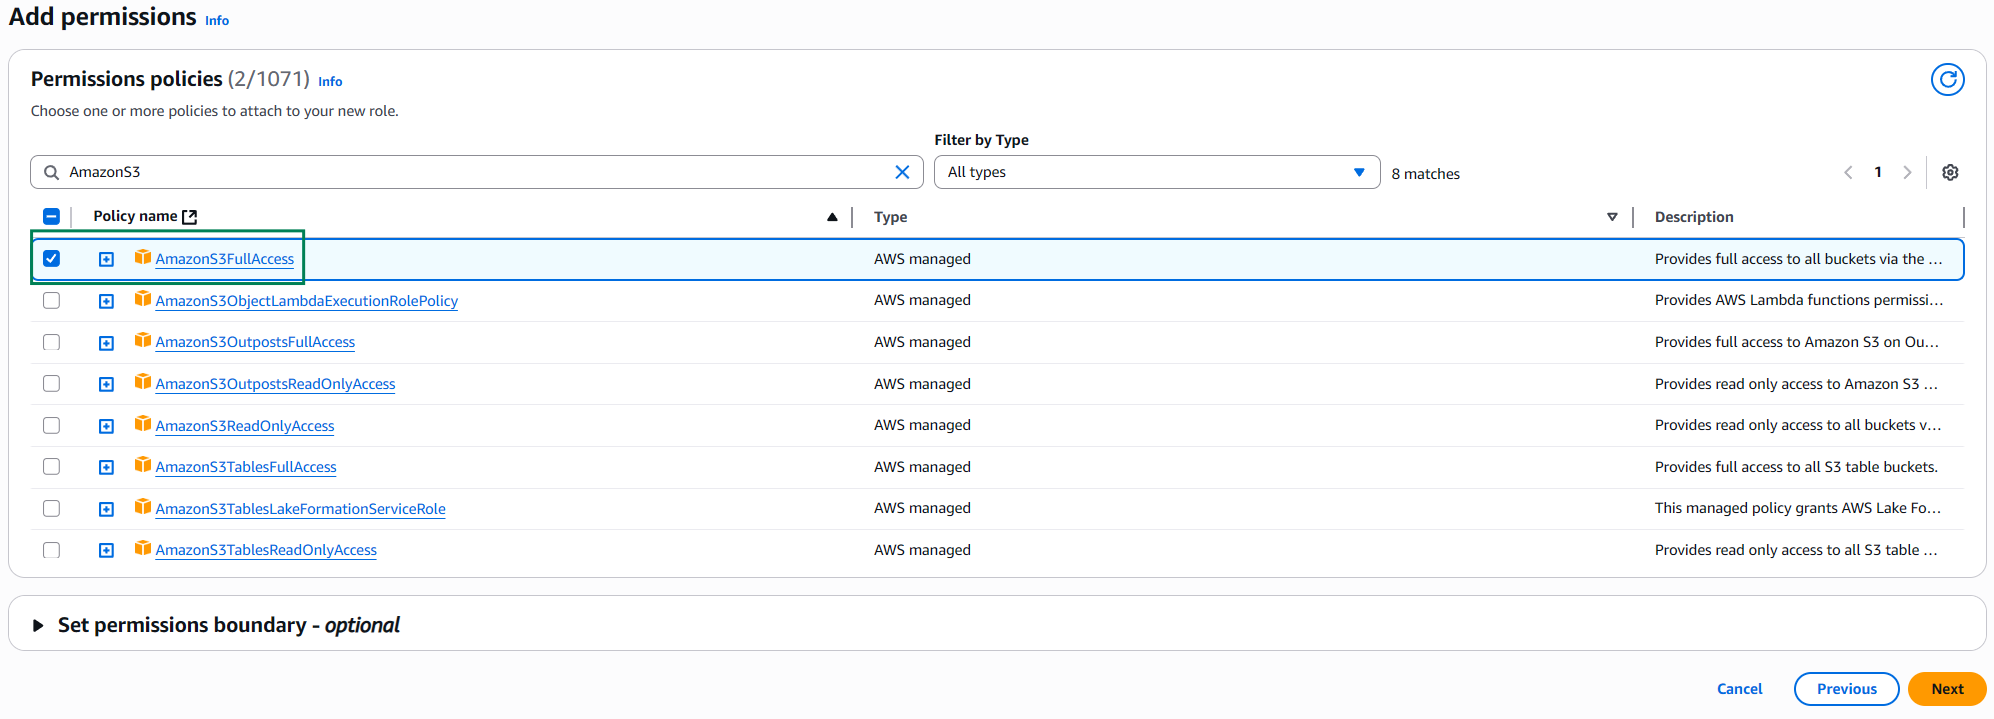 Add permissions Info
Permissions policies (2/1071) Info
Choose one or more policies to attach to your new role.
Filter by Type
AmazonS3 All types 8 matches 1
Policy name Type Description
AmazonS3FullAccess AWS managed Provides full access to all buckets via the ...
AmazonS3ObjectLambdaExecutionRolePolicy AWS managed Provides AWS Lambda functions permissi...
AmazonS3OutpostsFullAccess AWS managed Provides full access to Amazon S3 on Ou...
AmazonS3OutpostsReadOnlyAccess AWS managed Provides read only access to Amazon S3 ...
AmazonS3ReadOnlyAccess AWS managed Provides read only access to all buckets v...
AmazonS3TablesFullAccess AWS managed Provides full access to all S3 table buckets.
AmazonS3TablesLakeFormationServiceRole AWS managed This managed policy grants AWS Lake Fo...
AmazonS3TablesReadOnlyAccess AWS managed Provides read only access to all S3 table ...
Set permissions boundary - optional
Cancel Previous Next